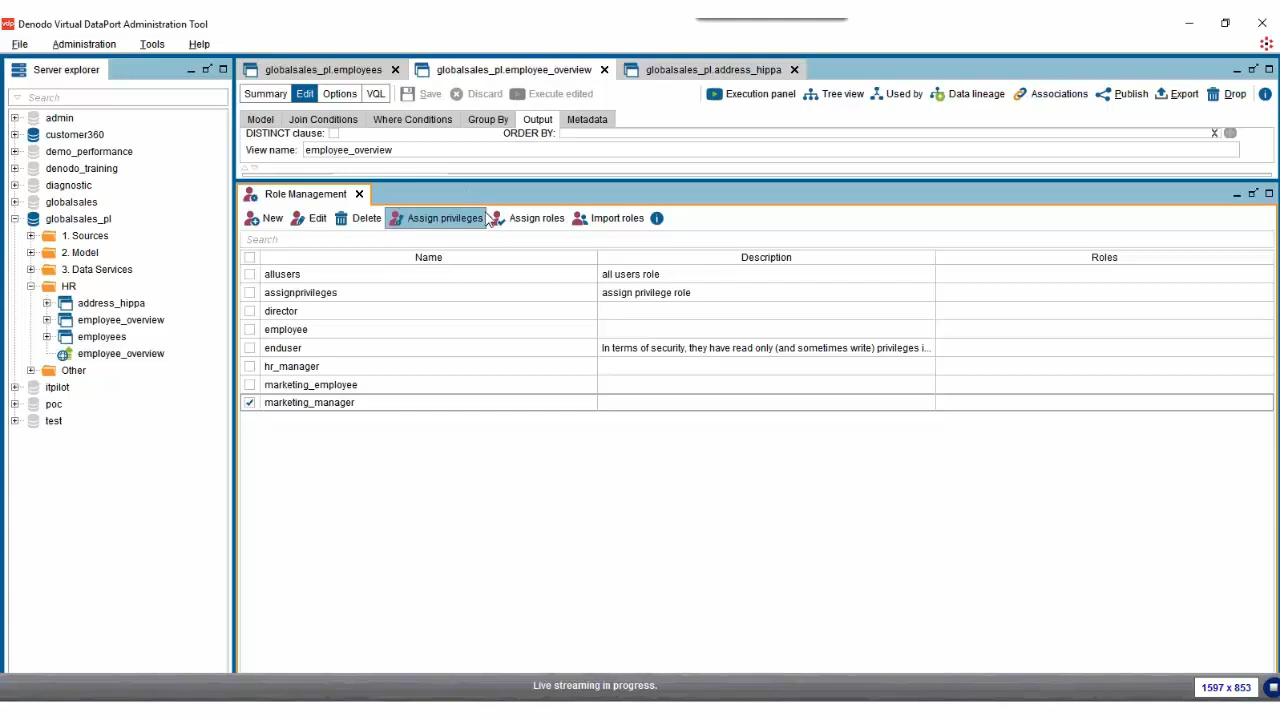 vdp Denodo Virtual DataPort Administration Tool
File Administration Tools Help
Server explorer
globalsales_pl.employees globalsales_pl.employee_overview globalsales_pl.address_hippa
Search
Summary Edit Options VQL Save Discard Execute edited Execution panel Tree view Used by Data lineage Associations Publish Export Drop
Model Join Conditions Where Conditions Group By Output Metadata
DISTINCT clause: ORDER BY: X
View name: employee_overview
admin
customer360
demo_performance
denodo_training
diagnostic
globalsales
globalsales_pl
1. Sources
2. Model
3. Data Services
HR
address_hippa
employee_overview
employees
employee_overview
Other
itpilot
poc
test
Role Management
New Edit Delete Assign privileges Assign roles Import roles
Search
Name Description Roles
allusers all users role
assignprivileges assign privilege role
director
employee
enduser In terms of security, they have read only (and sometimes write) privileges i...
hr_manager
marketing_employee
marketing_manager
Live streaming in progress.
1597 x 853